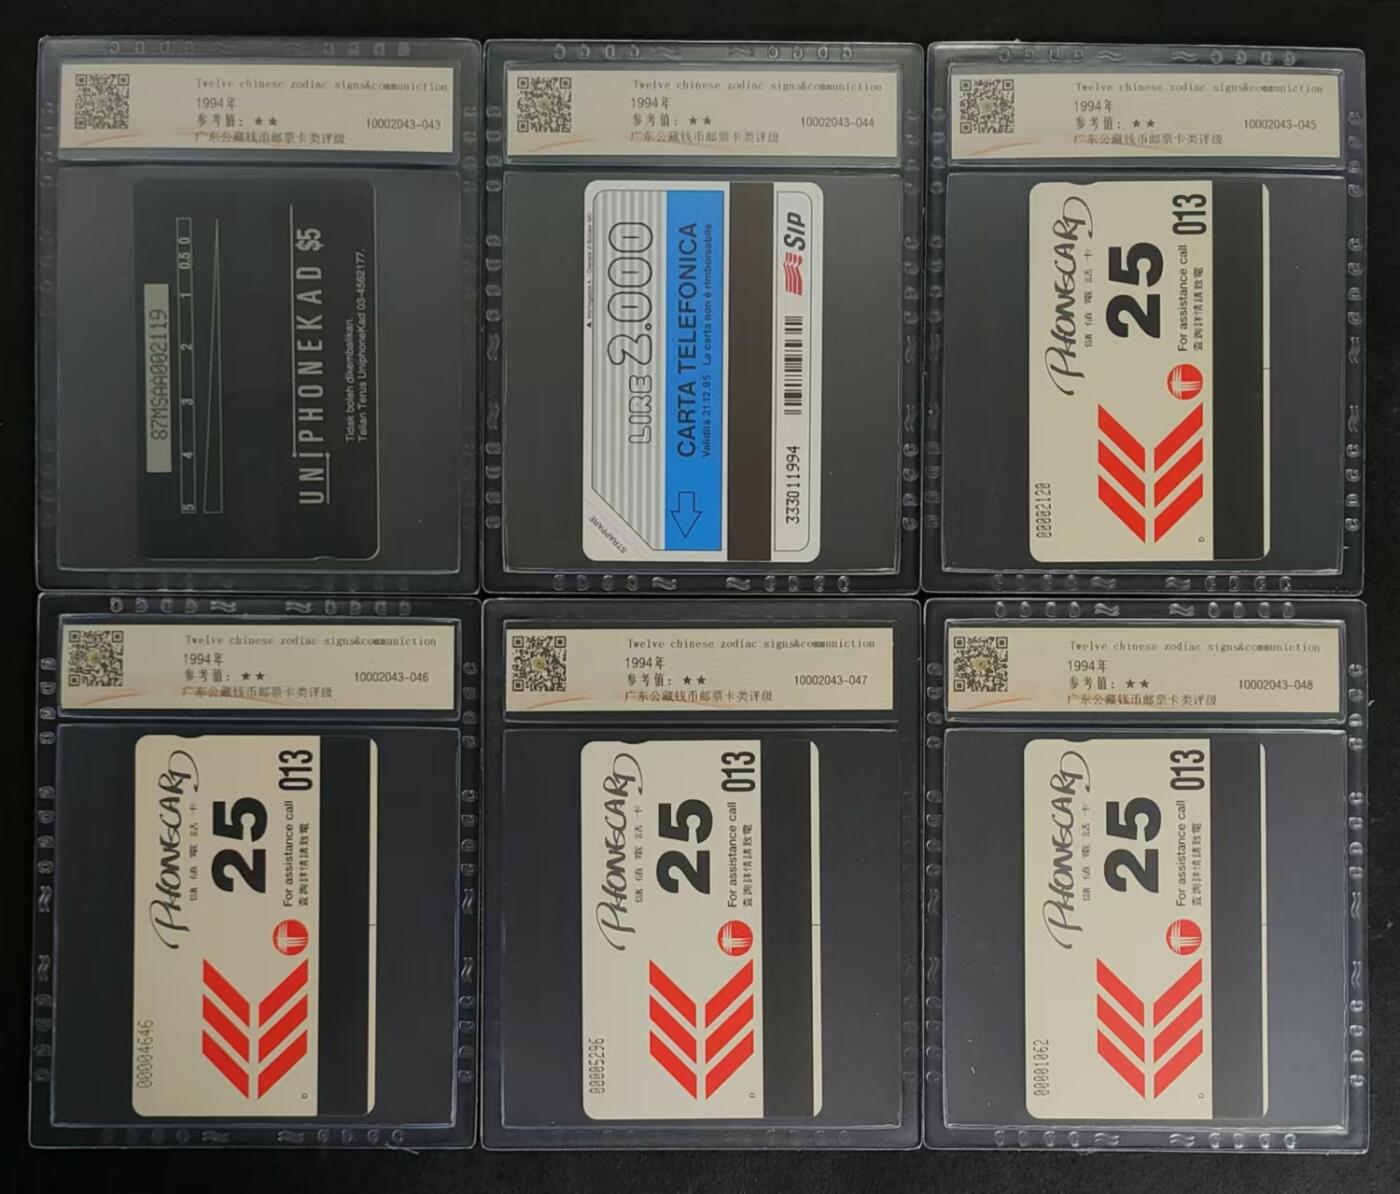 Twelve chinese zodiac signs&communiction
1994年
参考值：★★
10002043-043
广东公藏钱币邮票卡类评级
87MSAA002119
5 4 3 2 1 0.5 0
UNIPHONEKAD $5
Tidak boleh dikembalikan.
Talian Terus UniphoneKad 03-4562177.
Twelve chinese zodiac signs&communiction
1994年
参考值：★★
10002043-044
广东公藏钱币邮票卡类评级
STRAPPARE
LIRE 2.000
CARTA TELEFONICA
Validità 31.12.95 La carta non è rimborsabile
333011994
SIP
Twelve chinese zodiac signs&communiction
1994年
参考值：★★
10002043-045
广东公藏钱币邮票卡类评级
00002120
PHONECARD
儲值電話卡
25
For assistance call 013
查詢詳情請致電
D
Twelve chinese zodiac signs&communiction
1994年
参考值：★★
10002043-046
广东公藏钱币邮票卡类评级
00004646
PHONECARD
儲值電話卡
25
For assistance call 013
查詢詳情請致電
D
Twelve chinese zodiac signs&communiction
1994年
参考值：★★
10002043-047
广东公藏钱币邮票卡类评级
00005296
PHONECARD
儲值電話卡
25
For assistance call 013
查詢詳情請致電
D
Twelve chinese zodiac signs&communiction
1994年
参考值：★★
10002043-048
广东公藏钱币邮票卡类评级
00001062
PHONECARD
儲值電話卡
25
For assistance call 013
查詢詳情請致電
D